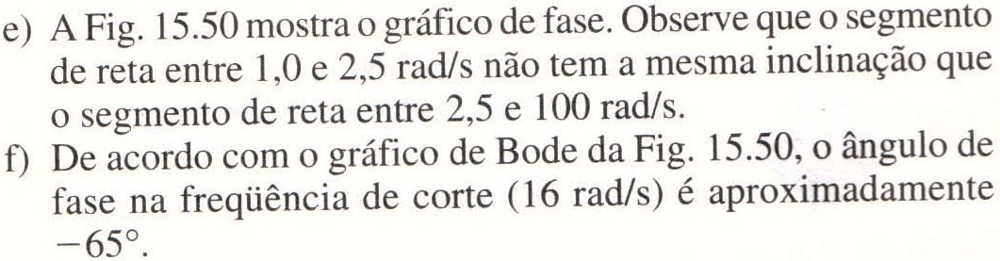 e) A Fig. 15.50 mostra o gráfico de fase. Observe que o segmento
de reta entre 1,0 e 2,5 rad/s não tem a mesma inclinação que
o segmento de reta entre 2,5 e 100 rad/s.
f) De acordo com o gráfico de Bode da Fig. 15.50, o ângulo de
fase na freqüência de corte (16 rad/s) é aproximadamente
−65°.